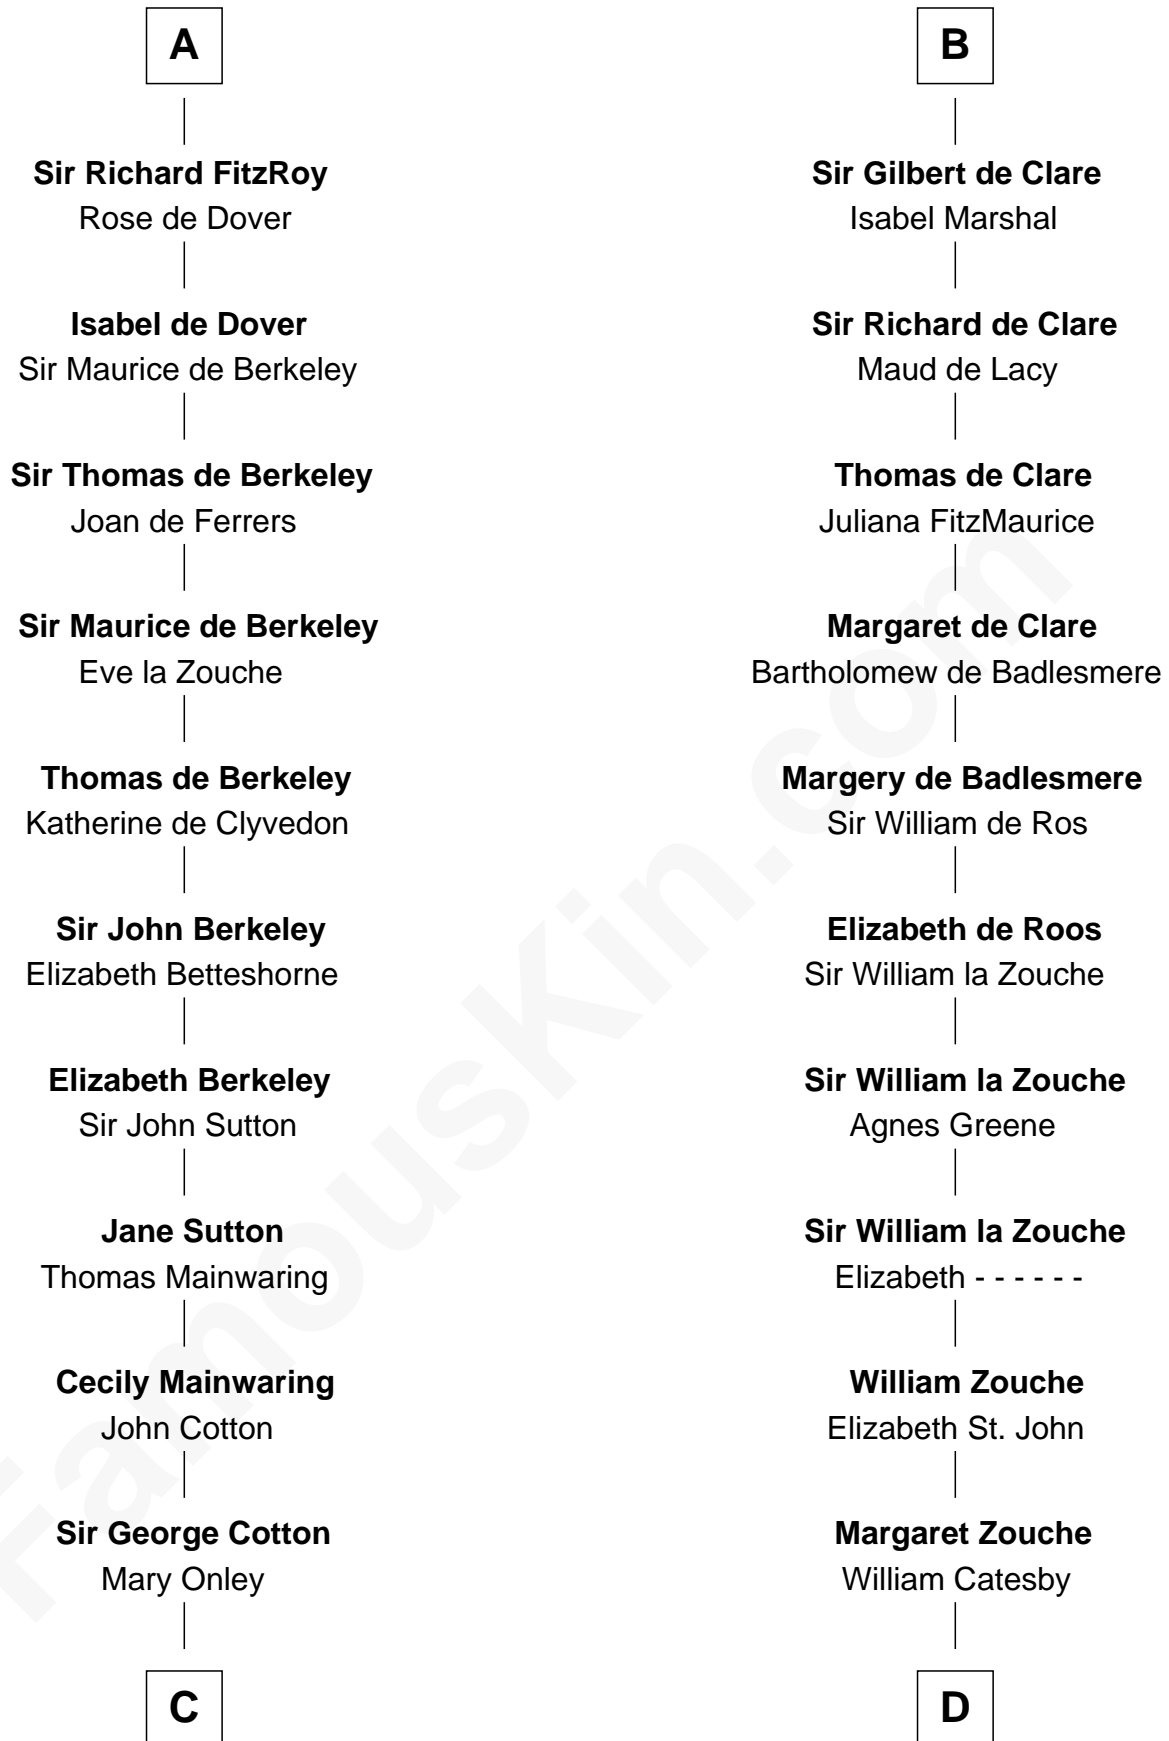 A
Sir Richard FitzRoy
Rose de Dover
Isabel de Dover
Sir Maurice de Berkeley
Sir Thomas de Berkeley
Joan de Ferrers
Sir Maurice de Berkeley
Eve la Zouche
Thomas de Berkeley
Katherine de Clyvedon
Sir John Berkeley
Elizabeth Betteshorne
Elizabeth Berkeley
Sir John Sutton
Jane Sutton
Thomas Mainwaring
Cecily Mainwaring
John Cotton
Sir George Cotton
Mary Onley
C
B
Sir Gilbert de Clare
Isabel Marshal
Sir Richard de Clare
Maud de Lacy
Thomas de Clare
Juliana FitzMaurice
Margaret de Clare
Bartholomew de Badlesmere
Margery de Badlesmere
Sir William de Ros
Elizabeth de Roos
Sir William la Zouche
Sir William la Zouche
Agnes Greene
Sir William la Zouche
Elizabeth - - - - - -
William Zouche
Elizabeth St. John
Margaret Zouche
William Catesby
D
FamousKin.com